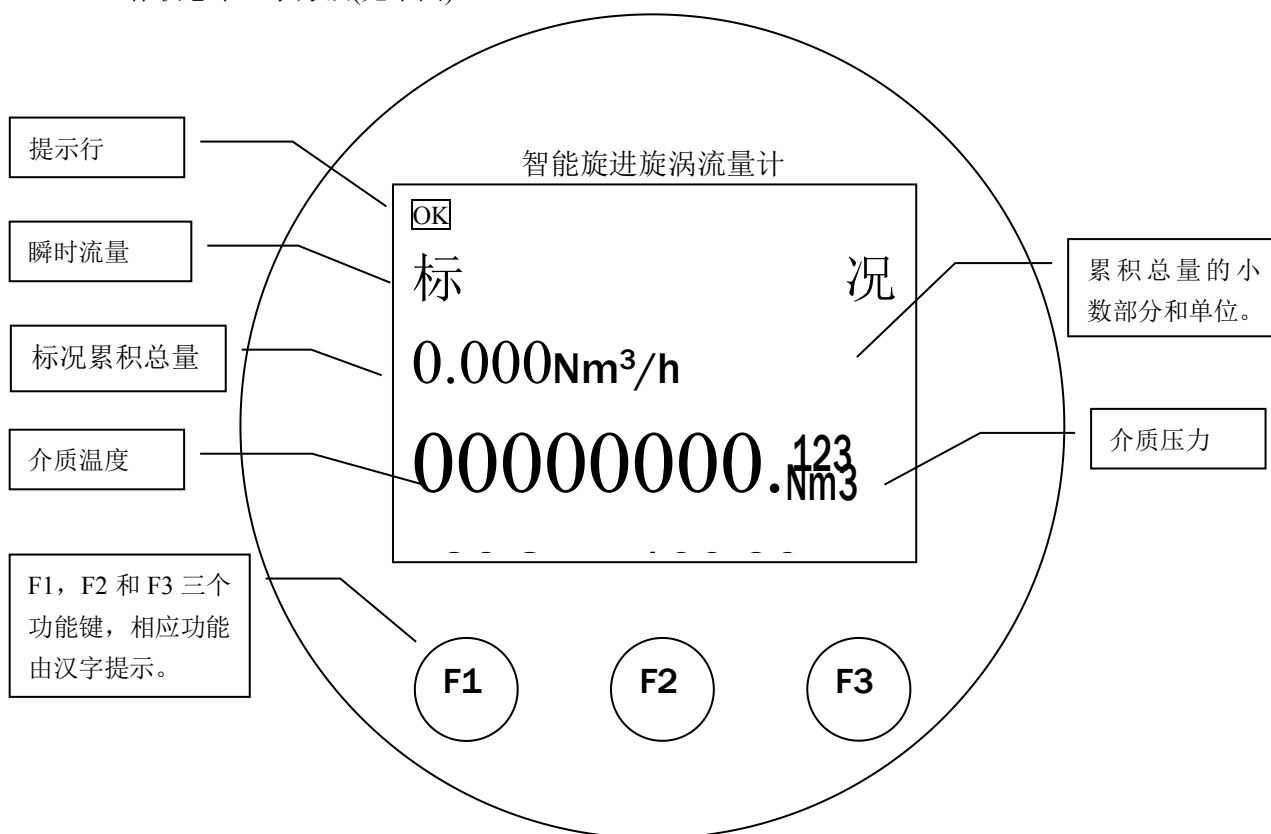 智能旋进旋涡流量计
提示行
OK
瞬时流量
标 况
累积总量的小
数部分和单位。
标况累积总量
0.000Nm³/h
介质温度
00000000.
123
Nm3
介质压力
F1，F2 和 F3 三个
功能键，相应功能
由汉字提示。
F1
F2
F3